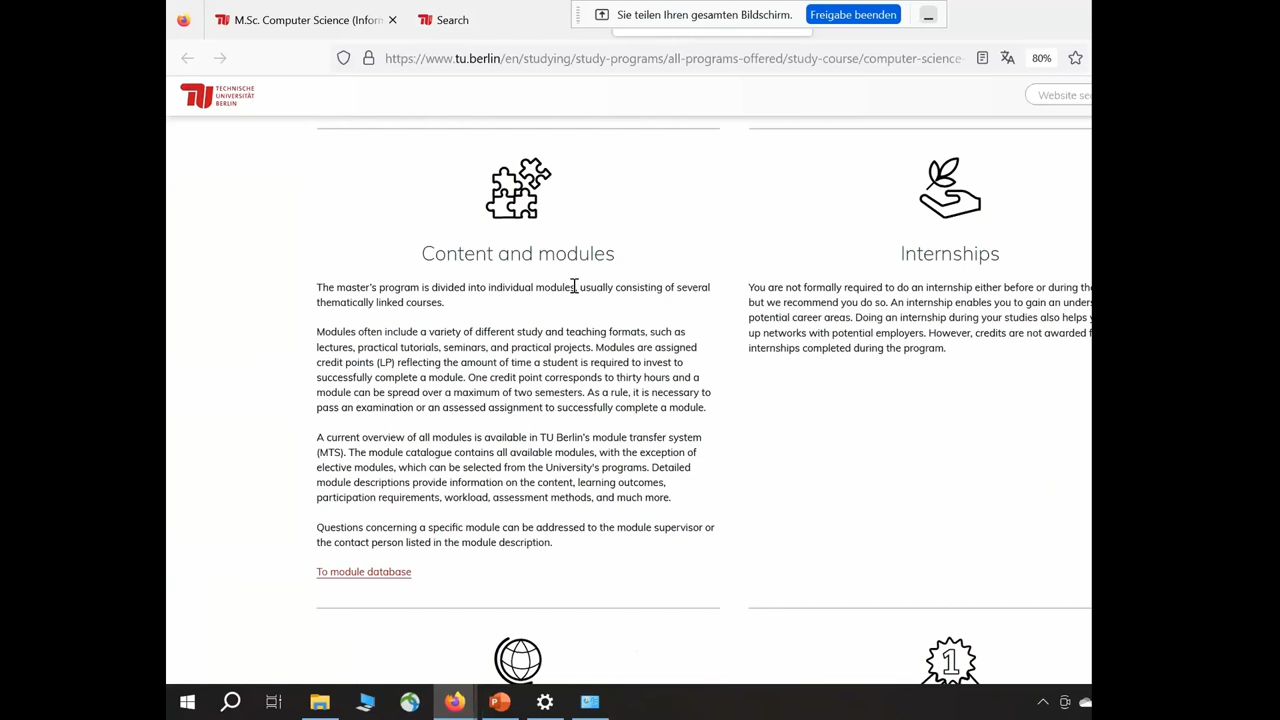 M.Sc. Computer Science (Inforn
Search
Sie teilen Ihren gesamten Bildschirm.
Freigabe beenden
https://www.tu.berlin/en/studying/study-programs/all-programs-offered/study-course/computer-science-
80%
TECHNISCHE
UNIVERSITÄT
BERLIN
Website sea
Content and modules
The master's program is divided into individual modules, usually consisting of several
thematically linked courses.
Modules often include a variety of different study and teaching formats, such as
lectures, practical tutorials, seminars, and practical projects. Modules are assigned
credit points (LP) reflecting the amount of time a student is required to invest to
successfully complete a module. One credit point corresponds to thirty hours and a
module can be spread over a maximum of two semesters. As a rule, it is necessary to
pass an examination or an assessed assignment to successfully complete a module.
A current overview of all modules is available in TU Berlin's module transfer system
(MTS). The module catalogue contains all available modules, with the exception of
elective modules, which can be selected from the University's programs. Detailed
module descriptions provide information on the content, learning outcomes,
participation requirements, workload, assessment methods, and much more.
Questions concerning a specific module can be addressed to the module supervisor or
the contact person listed in the module description.
To module database
Internships
You are not formally required to do an internship either before or during the
but we recommend you do so. An internship enables you to gain an unders
potential career areas. Doing an internship during your studies also helps y
up networks with potential employers. However, credits are not awarded f
internships completed during the program.
1